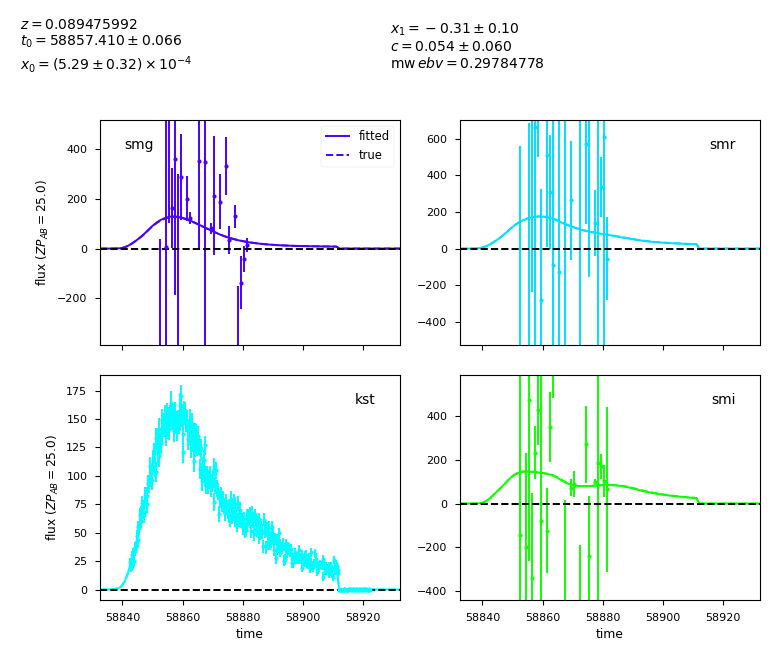 z = 0.089475992
t₀ = 58857.410 ± 0.066
x₀ = (5.29 ± 0.32) × 10⁻⁴
x₁ = −0.31 ± 0.10
c = 0.054 ± 0.060
mw ebv = 0.29784778
smg
fitted
true
400
200
0
−200
flux (ZP_AB = 25.0)
smr
600
400
200
0
−200
−400
kst
175
150
125
100
75
50
25
0
flux (ZP_AB = 25.0)
58840 58860 58880 58900 58920
time
smi
400
200
0
−200
−400
58840 58860 58880 58900 58920
time